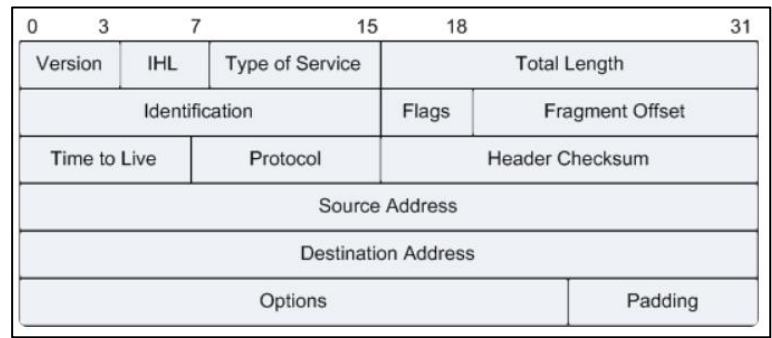 0 3 7 15 18 31
Version IHL Type of Service Total Length
Identification Flags Fragment Offset
Time to Live Protocol Header Checksum
Source Address
Destination Address
Options Padding